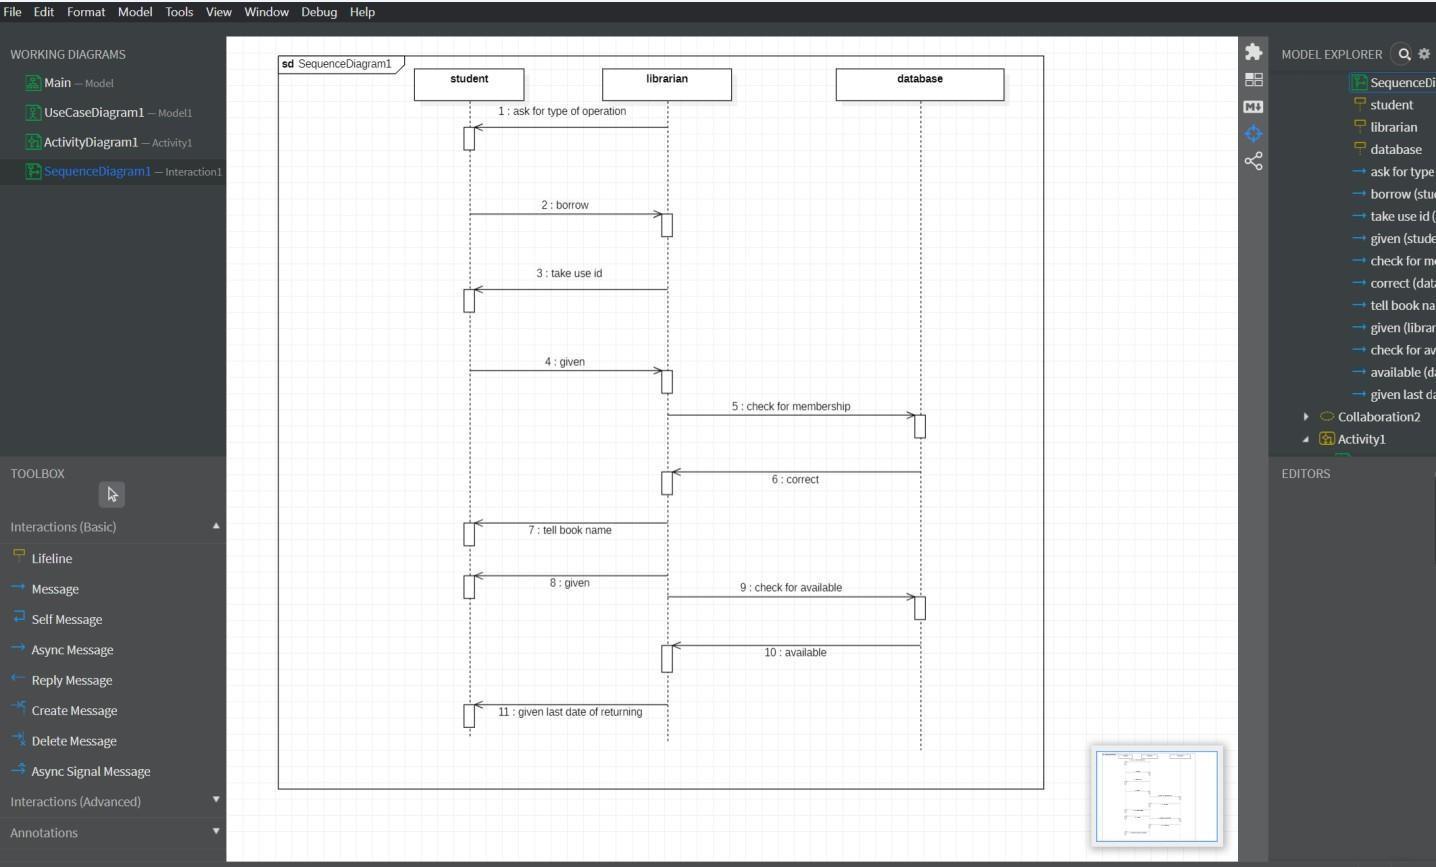 File Edit Format Model Tools View Window Debug Help
WORKING DIAGRAMS
Main — Model
UseCaseDiagram1 — Model1
ActivityDiagram1 — Activity1
SequenceDiagram1 — Interaction1
TOOLBOX
Interactions (Basic)
Lifeline
Message
Self Message
Async Message
Reply Message
Create Message
Delete Message
Async Signal Message
Interactions (Advanced)
Annotations
sd SequenceDiagram1
student
librarian
database
1 : ask for type of operation
2 : borrow
3 : take use id
4 : given
5 : check for membership
6 : correct
7 : tell book name
8 : given
9 : check for available
10 : available
11 : given last date of returning
M
MODEL EXPLORER
SequenceDi
student
librarian
database
ask for type
borrow (stu
take use id (
given (stude
check for m
correct (dat
tell book na
given (librar
check for av
available (d
given last da
Collaboration2
Activity1
EDITORS